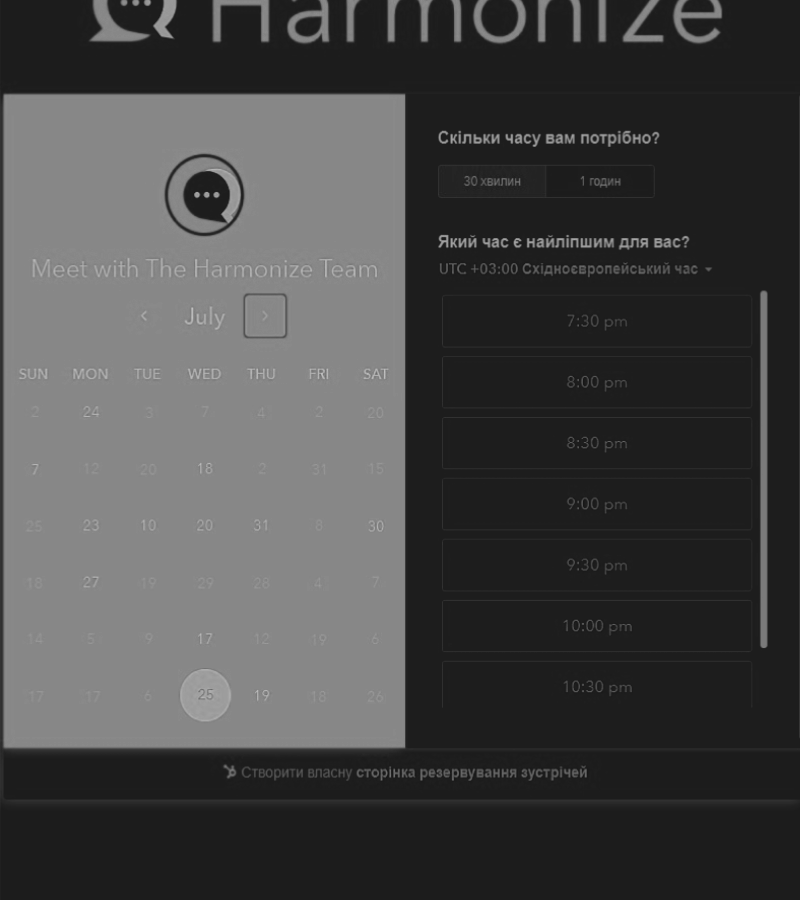 Harmonize
Meet with The Harmonize Team
July
SUN MON TUE WED THU FRI SAT
2 24 3 7 4 2 20
7 12 20 18 2 31 15
25 23 10 20 31 8 30
18 27 19 29 28 4 7
14 5 9 17 12 19 6
17 17 6 25 19 18 26
Скільки часу вам потрібно?
30 хвилин 1 годин
Який час є найліпшим для вас?
UTC +03:00 Східноєвропейський час
7:30 pm
8:00 pm
8:30 pm
9:00 pm
9:30 pm
10:00 pm
10:30 pm
Створити власну сторінка резервування зустрічей